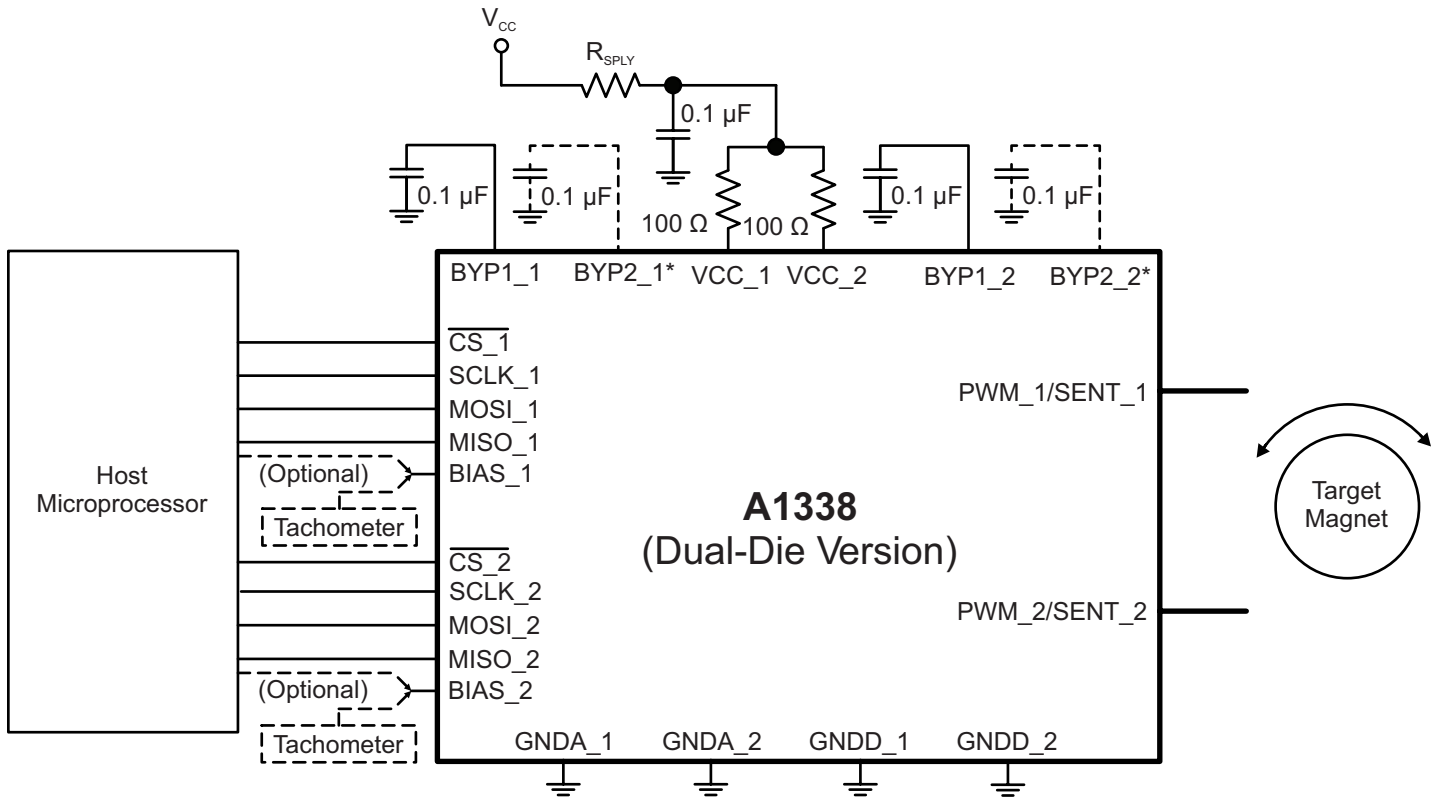 VCC
RSPLY
0.1 µF
0.1 µF
0.1 µF
100 Ω
100 Ω
0.1 µF
0.1 µF
BYP1_1
BYP2_1*
VCC_1
VCC_2
BYP1_2
BYP2_2*
CS_1
SCLK_1
MOSI_1
MISO_1
(Optional)
BIAS_1
Tachometer
Host
Microprocessor
CS_2
SCLK_2
MOSI_2
MISO_2
(Optional)
BIAS_2
Tachometer
A1338
(Dual-Die Version)
PWM_1/SENT_1
PWM_2/SENT_2
Target
Magnet
GNDA_1
GNDA_2
GNDD_1
GNDD_2